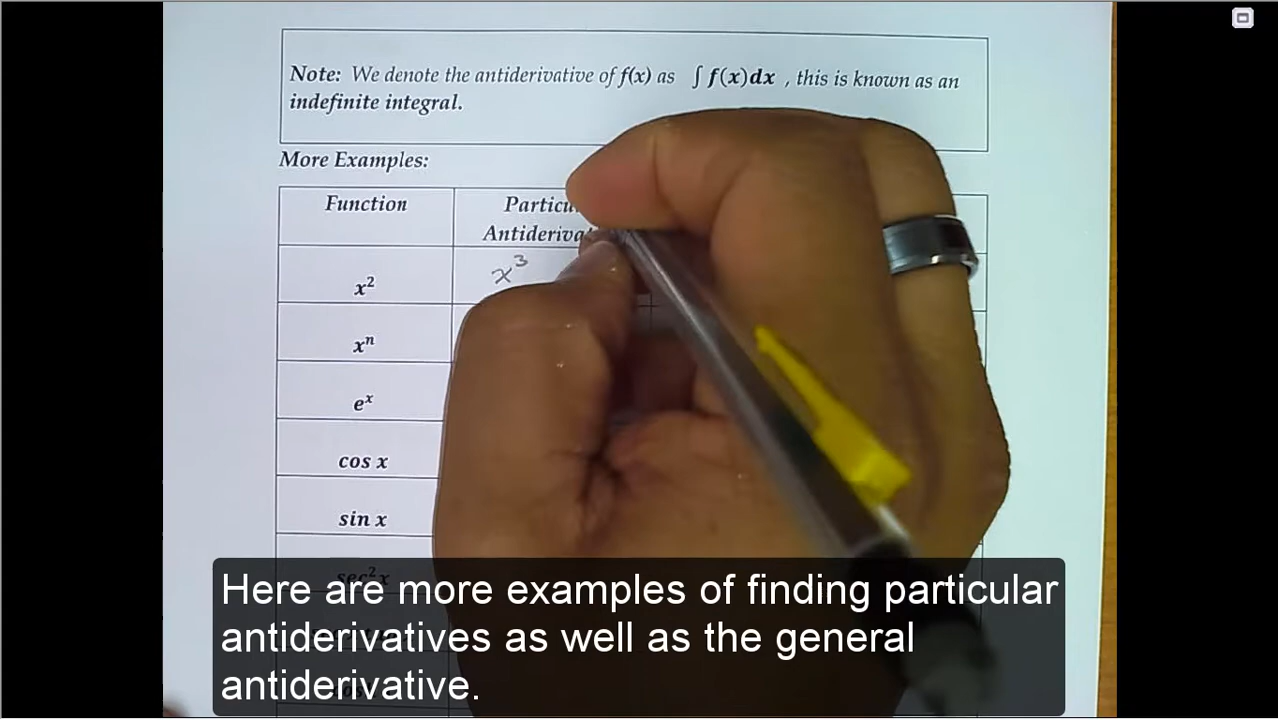 Note: We denote the antiderivative of f(x) as ∫ f(x)dx , this is known as an
indefinite integral.
More Examples:
Function
Antideriva
x²
x³
xⁿ
eˣ
cos x
sin x
sec²x
Here are more examples of finding particular
antiderivatives as well as the general
antiderivative.